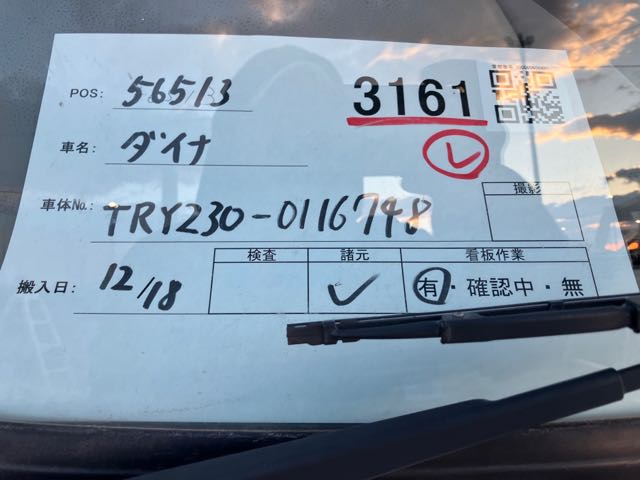 POS: 56513
3161
車名: ダイナ
レ
撮影
車体No.: TRY230-0116748
検査 諸元 看板作業
搬入日: 12/18 有・確認中・無